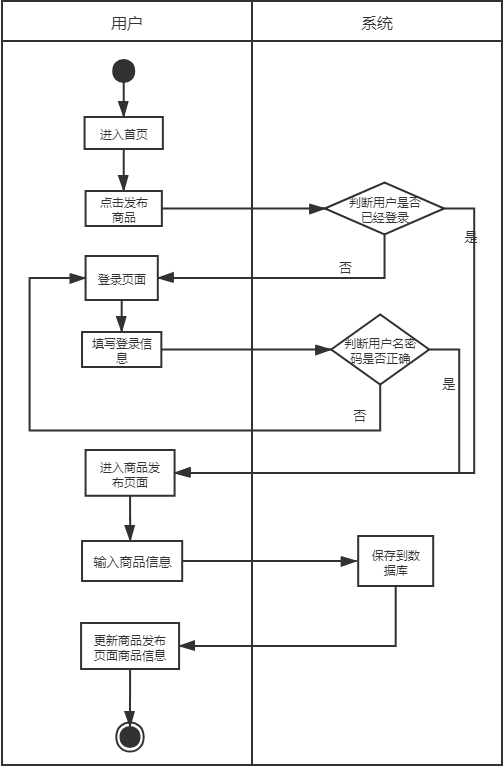 用户
系统
进入首页
点击发布
商品
判断用户是否
已经登录
是
否
登录页面
填写登录信
息
判断用户名密
码是否正确
是
否
进入商品发
布页面
输入商品信息
保存到数
据库
更新商品发布
页面商品信息